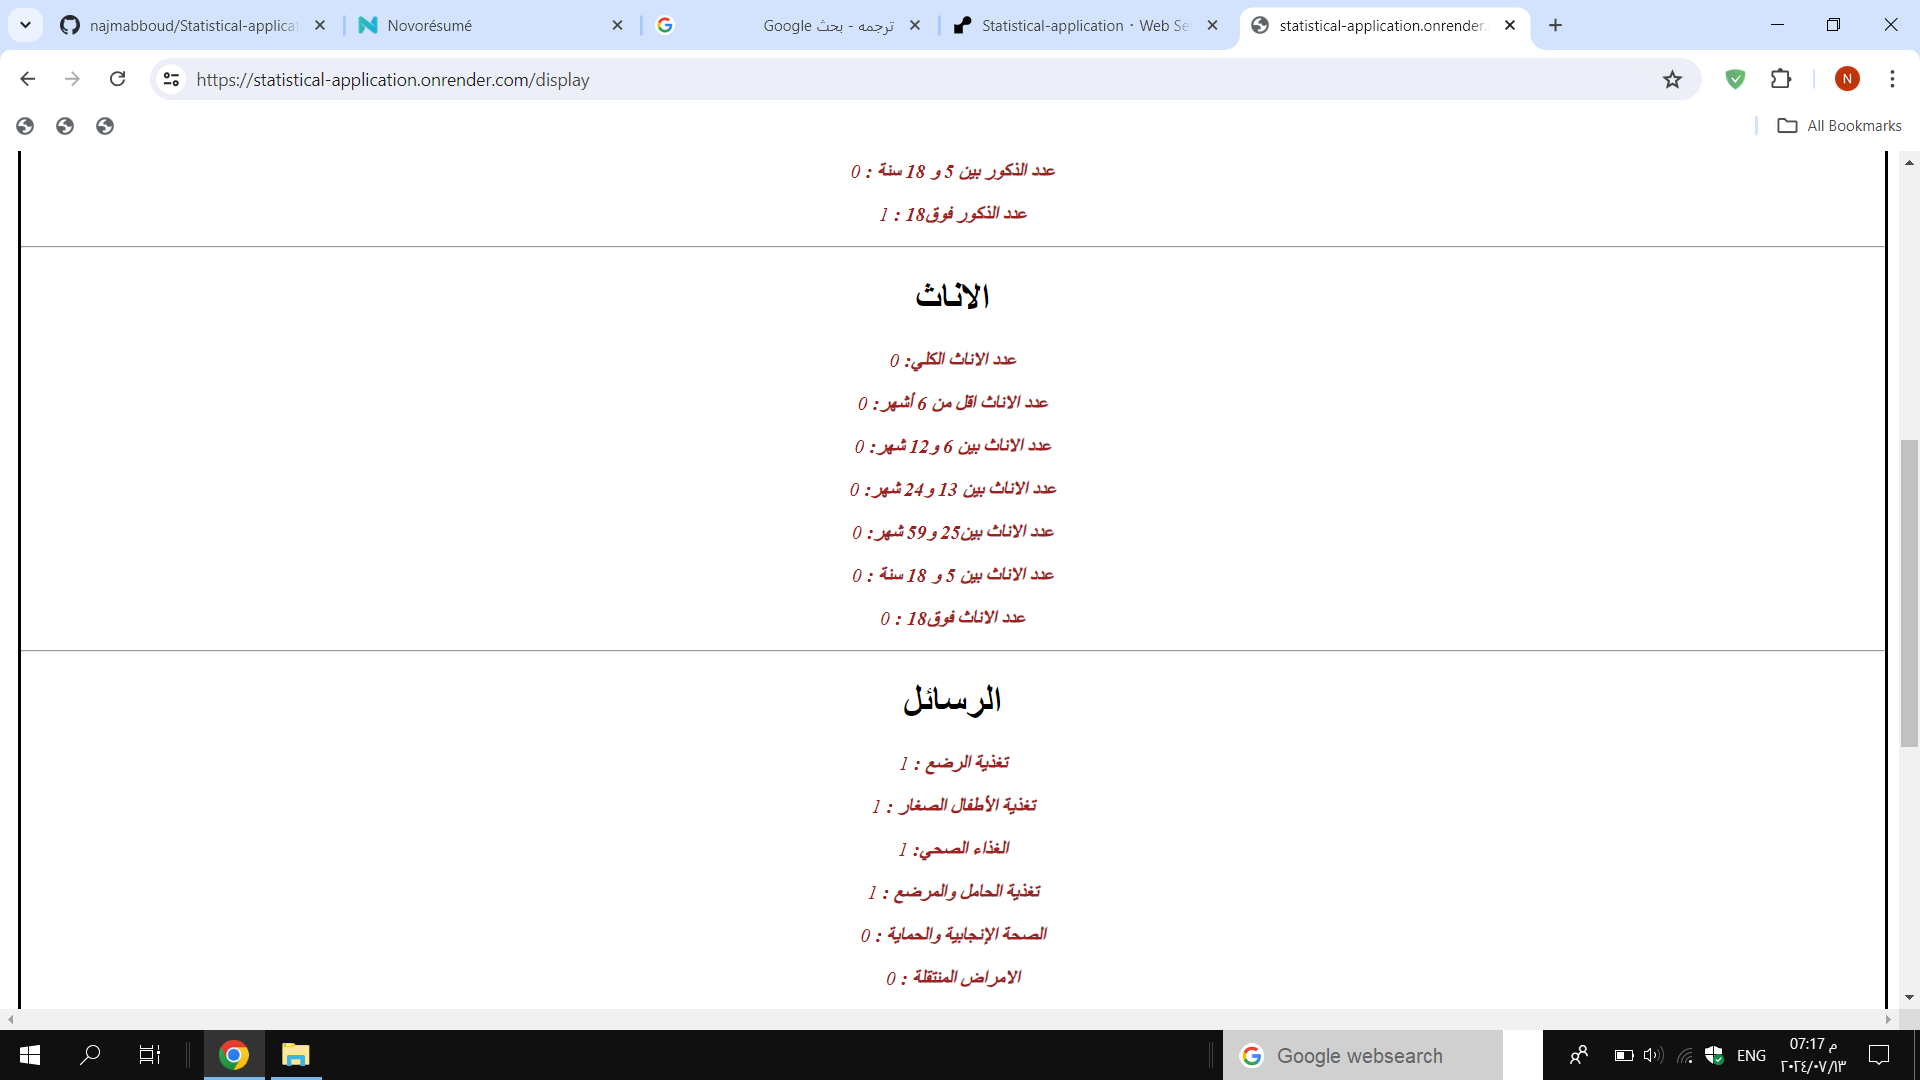 najmabboud/Statistical-applicat
Novorésumé
ترجمه - بحث Google
Statistical-application · Web Se
statistical-application.onrender.
https://statistical-application.onrender.com/display
N
All Bookmarks
عدد الذكور بين 5 و 18 سنة : 0
عدد الذكور فوق18 : 1
الاناث
عدد الاناث الكلي: 0
عدد الاناث اقل من 6 أشهر: 0
عدد الاناث بين 6 و12 شهر: 0
عدد الاناث بين 13 و24 شهر: 0
عدد الاناث بين25 و59 شهر: 0
عدد الاناث بين 5 و 18 سنة : 0
عدد الاناث فوق18 : 0
الرسائل
تغذية الرضع : 1
تغذية الأطفال الصغار : 1
الغذاء الصحي: 1
تغذية الحامل والمرضع : 1
الصحة الإنجابية والحماية : 0
الامراض المنتقلة : 0
Google websearch
ENG
07:17 م
٢٠٢٤/٠٧/١٣